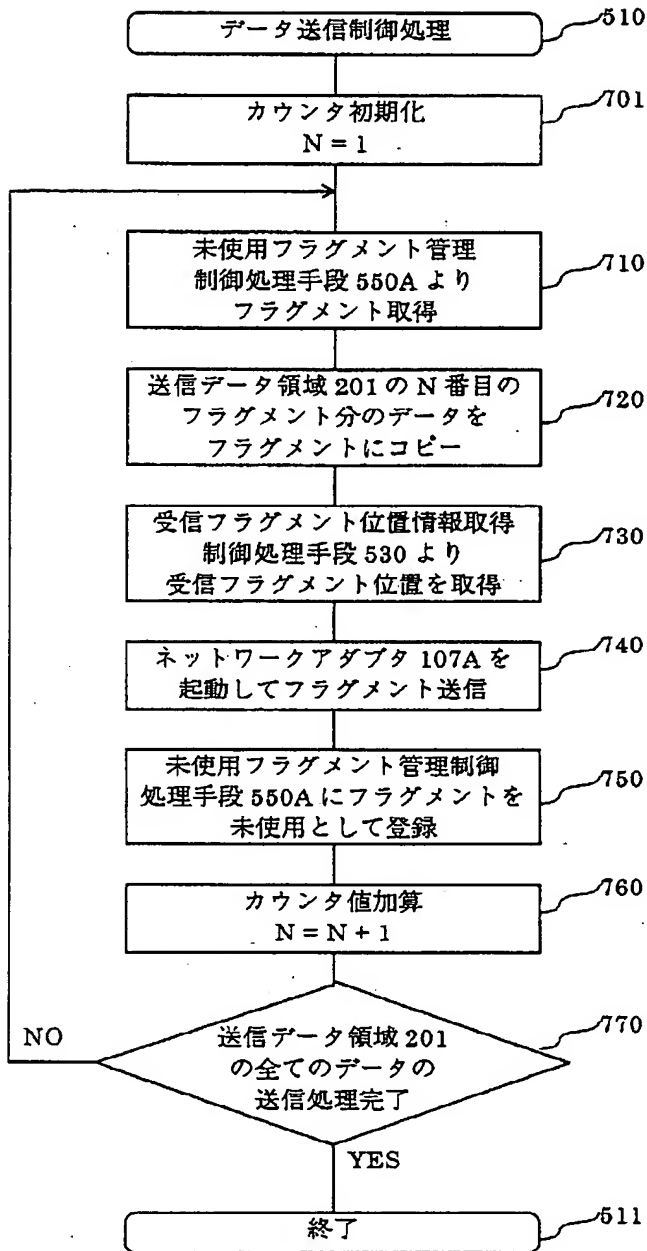 データ送信制御処理
510
カウンタ初期化
N = 1
701
未使用フラグメント管理
制御処理手段 550A より
フラグメント取得
710
送信データ領域 201 の N 番目の
フラグメント分のデータを
フラグメントにコピー
720
受信フラグメント位置情報取得
制御処理手段 530 より
受信フラグメント位置を取得
730
ネットワークアダプタ 107A を
起動してフラグメント送信
740
未使用フラグメント管理制御
処理手段 550A にフラグメントを
未使用として登録
750
カウンタ値加算
N = N + 1
760
送信データ領域 201
の全てのデータの
送信処理完了
770
NO
YES
終了
511